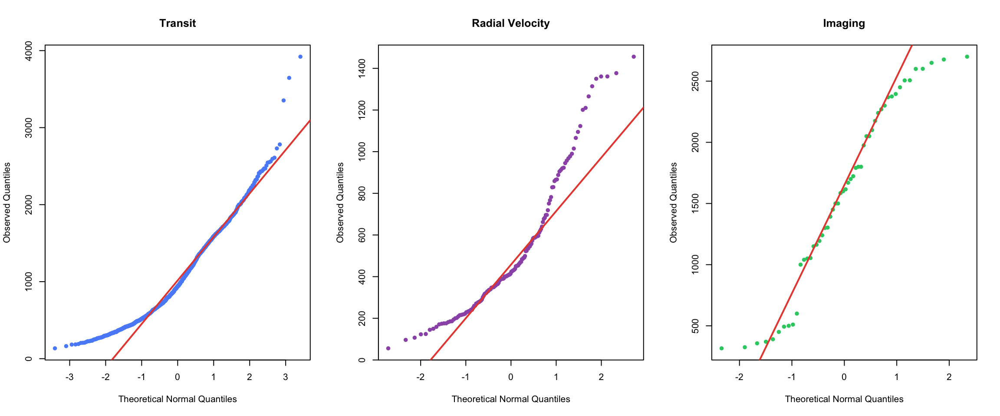 Transit
Radial Velocity
Imaging
Observed Quantiles
4000
3000
2000
1000
0
-3 -2 -1 0 1 2 3
Theoretical Normal Quantiles
Observed Quantiles
1400
1200
1000
800
600
400
200
0
-2 -1 0 1 2
Theoretical Normal Quantiles
Observed Quantiles
2500
2000
1500
1000
500
-2 -1 0 1 2
Theoretical Normal Quantiles